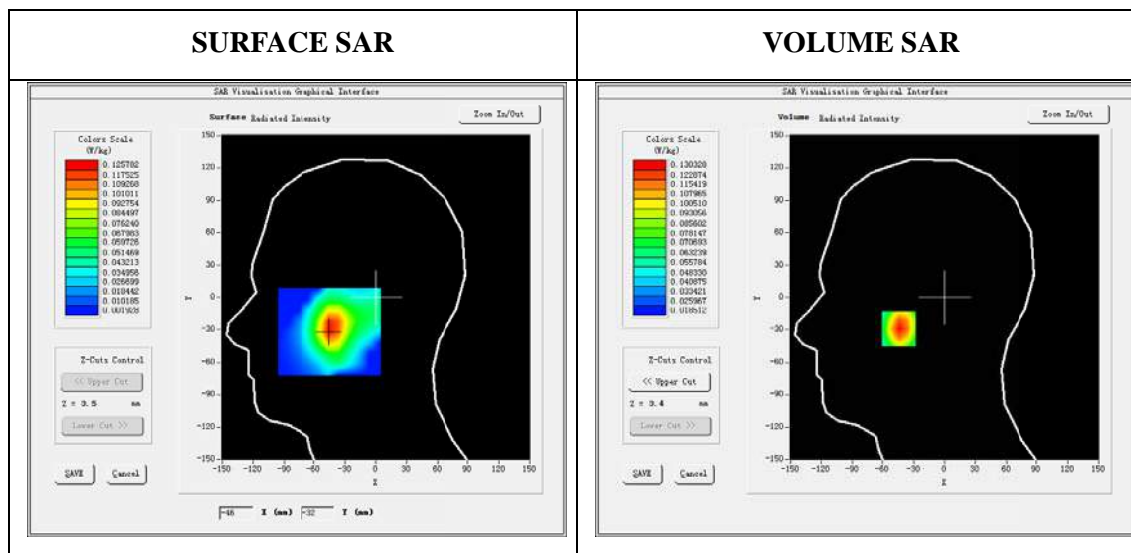 SURFACE SAR
VOLUME SAR
SAR Visualisation Graphical Interface
Surface Radiated Intensity
Zoom In/Out
Colors Scale
(W/kg)
0.125782
0.117525
0.109268
0.101011
0.092754
0.084497
0.076240
0.067983
0.059726
0.051469
0.043213
0.034956
0.026699
0.018442
0.010185
0.001928
Z-Cuts Control
<< Upper Cut
Z = 3.5 mm
Lower Cut >>
SAVE
Cancel
150
120
90
60
30
0
-30
-60
-90
-120
-150
Y
-150 -120 -90 -60 -30 0 30 60 90 120 150
X
-46 X (mm) -32 Y (mm)
SAR Visualisation Graphical Interface
Volume Radiated Intensity
Zoom In/Out
Colors Scale
(W/kg)
0.130328
0.122874
0.115419
0.107965
0.100510
0.093056
0.085602
0.078147
0.070693
0.063239
0.055784
0.048330
0.040875
0.033421
0.025967
0.018512
Z-Cuts Control
<< Upper Cut
Z = 3.4 mm
Lower Cut >>
SAVE
Cancel
150
120
90
60
30
0
-30
-60
-90
-120
-150
Y
-150 -120 -90 -60 -30 0 30 60 90 120 150
X